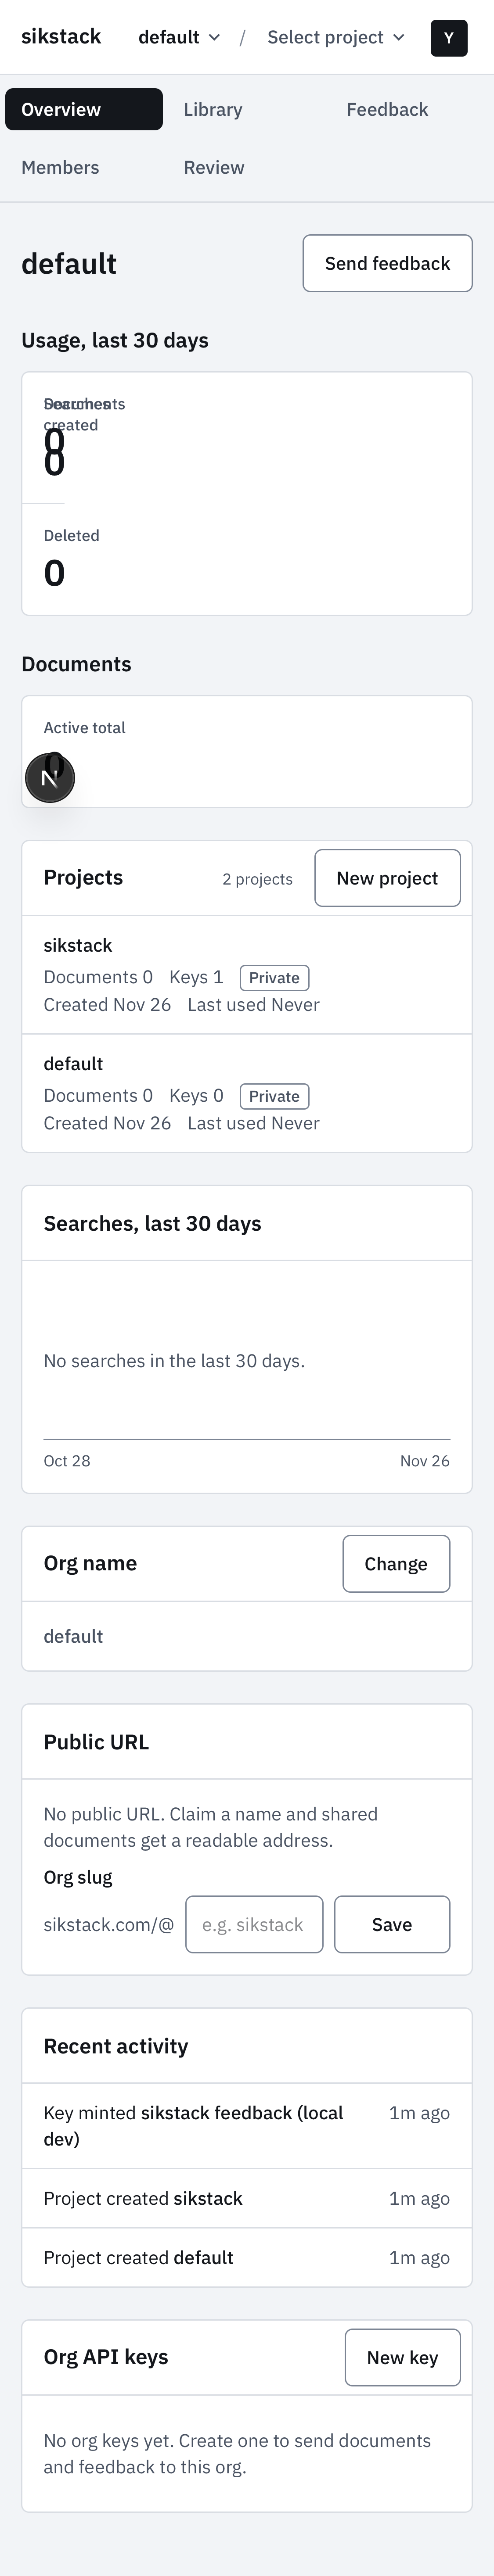 sikstack default / Select project Y
Overview Library Feedback
Members Review
default Send feedback
Usage, last 30 days
Searches
Documents
created
0
0
Deleted
0
Documents
Active total
0
N
Projects 2 projects New project
sikstack
Documents 0 Keys 1 Private
Created Nov 26 Last used Never
default
Documents 0 Keys 0 Private
Created Nov 26 Last used Never
Searches, last 30 days
No searches in the last 30 days.
Oct 28 Nov 26
Org name Change
default
Public URL
No public URL. Claim a name and shared
documents get a readable address.
Org slug
sikstack.com/@ e.g. sikstack Save
Recent activity
Key minted sikstack feedback (local 1m ago
dev)
Project created sikstack 1m ago
Project created default 1m ago
Org API keys New key
No org keys yet. Create one to send documents
and feedback to this org.